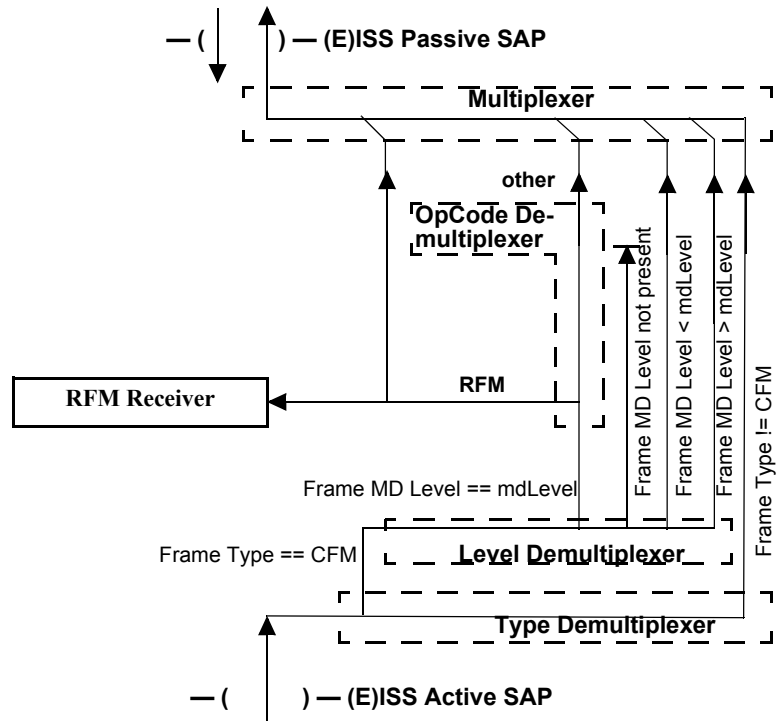 — ( ) — (E)ISS Passive SAP
Multiplexer
other
OpCode De-
multiplexer
Frame MD Level not present
Frame MD Level < mdLevel
Frame MD Level > mdLevel
Frame Type != CFM
RFM Receiver
RFM
Frame MD Level == mdLevel
Frame Type == CFM
Level Demultiplexer
Type Demultiplexer
— ( ) — (E)ISS Active SAP